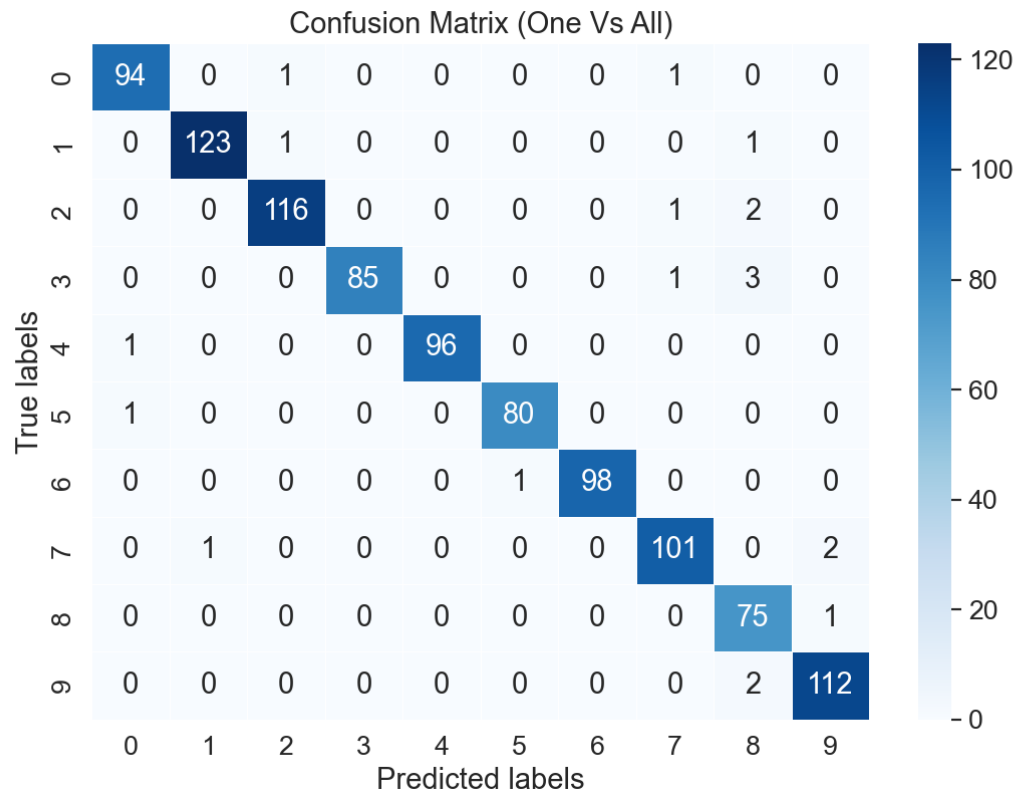 Confusion Matrix (One Vs All)
True labels
0 94 0 1 0 0 0 0 1 0 0
1 0 123 1 0 0 0 0 0 1 0
2 0 0 116 0 0 0 0 1 2 0
3 0 0 0 85 0 0 0 1 3 0
4 1 0 0 0 96 0 0 0 0 0
5 1 0 0 0 0 80 0 0 0 0
6 0 0 0 0 0 1 98 0 0 0
7 0 1 0 0 0 0 0 101 0 2
8 0 0 0 0 0 0 0 0 75 1
9 0 0 0 0 0 0 0 0 2 112
0 1 2 3 4 5 6 7 8 9
Predicted labels
120
100
80
60
40
20
0